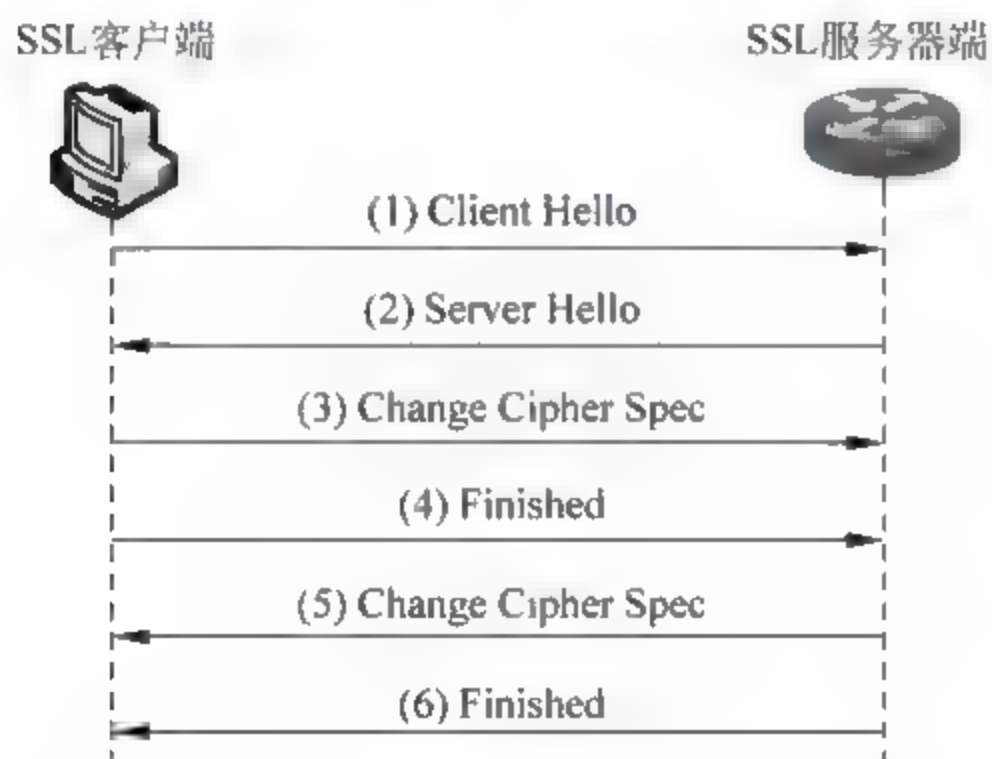 SSL客户端
SSL服务器端
(1) Client Hello
(2) Server Hello
(3) Change Cipher Spec
(4) Finished
(5) Change Cipher Spec
(6) Finished